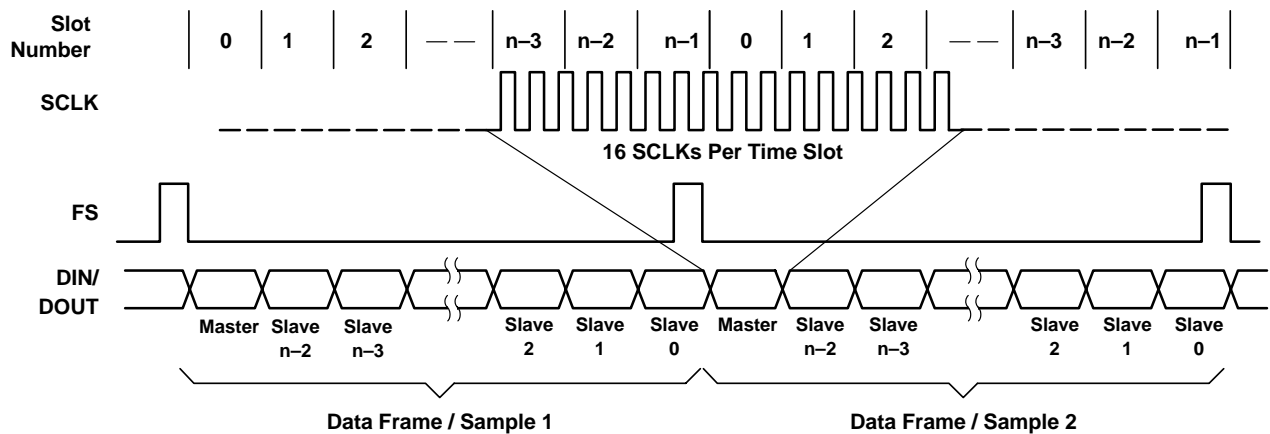 Slot
Number
0 1 2 — — n–3 n–2 n–1 0 1 2 — — n–3 n–2 n–1
SCLK
16 SCLKs Per Time Slot
FS
DIN/
DOUT
Master Slave n–2 Slave n–3 Slave 2 Slave 1 Slave 0 Master Slave n–2 Slave n–3 Slave 2 Slave 1 Slave 0
Data Frame / Sample 1 Data Frame / Sample 2